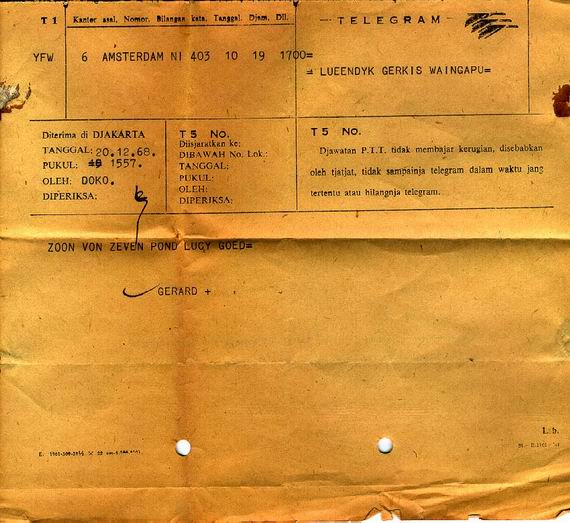 T 1
Kantor asal, Nomor, Bilangan kata, Tanggal, Djam, Dll.
- TELEGRAM -
YFW 6 AMSTERDAM NI 403 10 19 1700=
= LUEENDYK GERKIS WAINGAPU=
Diterima di DJAKARTA
TANGGAL: 20.12.68.
PUKUL: 1557.
OLEH: DOKO.
DIPERIKSA:
T 5 No.
Diisjaratkan ke:
DIBAWAH No. Lok.:
TANGGAL:
PUKUL:
OLEH:
DIPERIKSA:
T 5 No.
Djawatan P.T.T. tidak membajar kerugian, disebabkan
oleh tjatjat, tidak sampainja telegram dalam waktu jang
tertentu atau hilangnja telegram.
ZOON VON ZEVEN POND LUCY GOED=
GERARD +